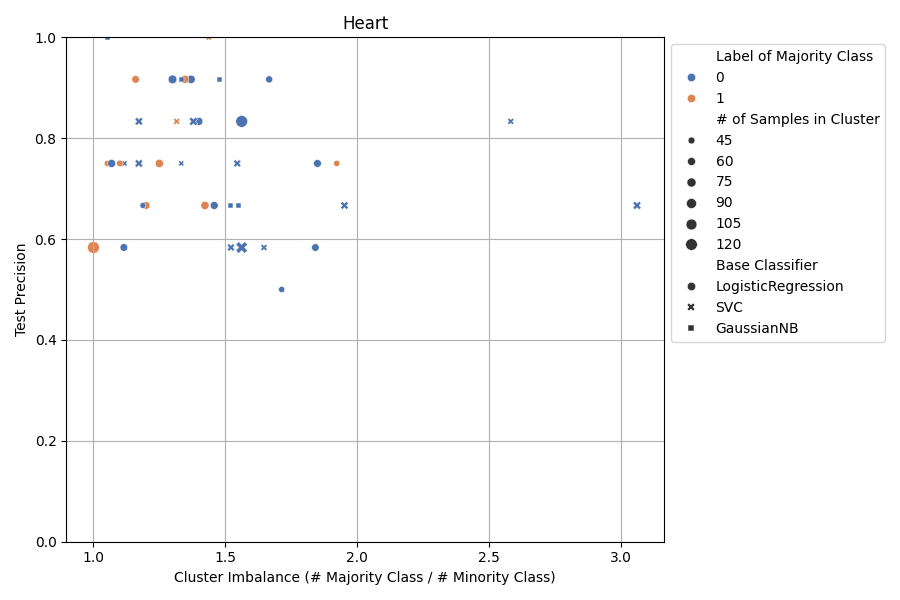 Heart
1.0
0.8
0.6
0.4
0.2
0.0
Test Precision
1.0
1.5
2.0
2.5
3.0
Cluster Imbalance (# Majority Class / # Minority Class)
Label of Majority Class
0
1
# of Samples in Cluster
45
60
75
90
105
120
Base Classifier
LogisticRegression
SVC
GaussianNB